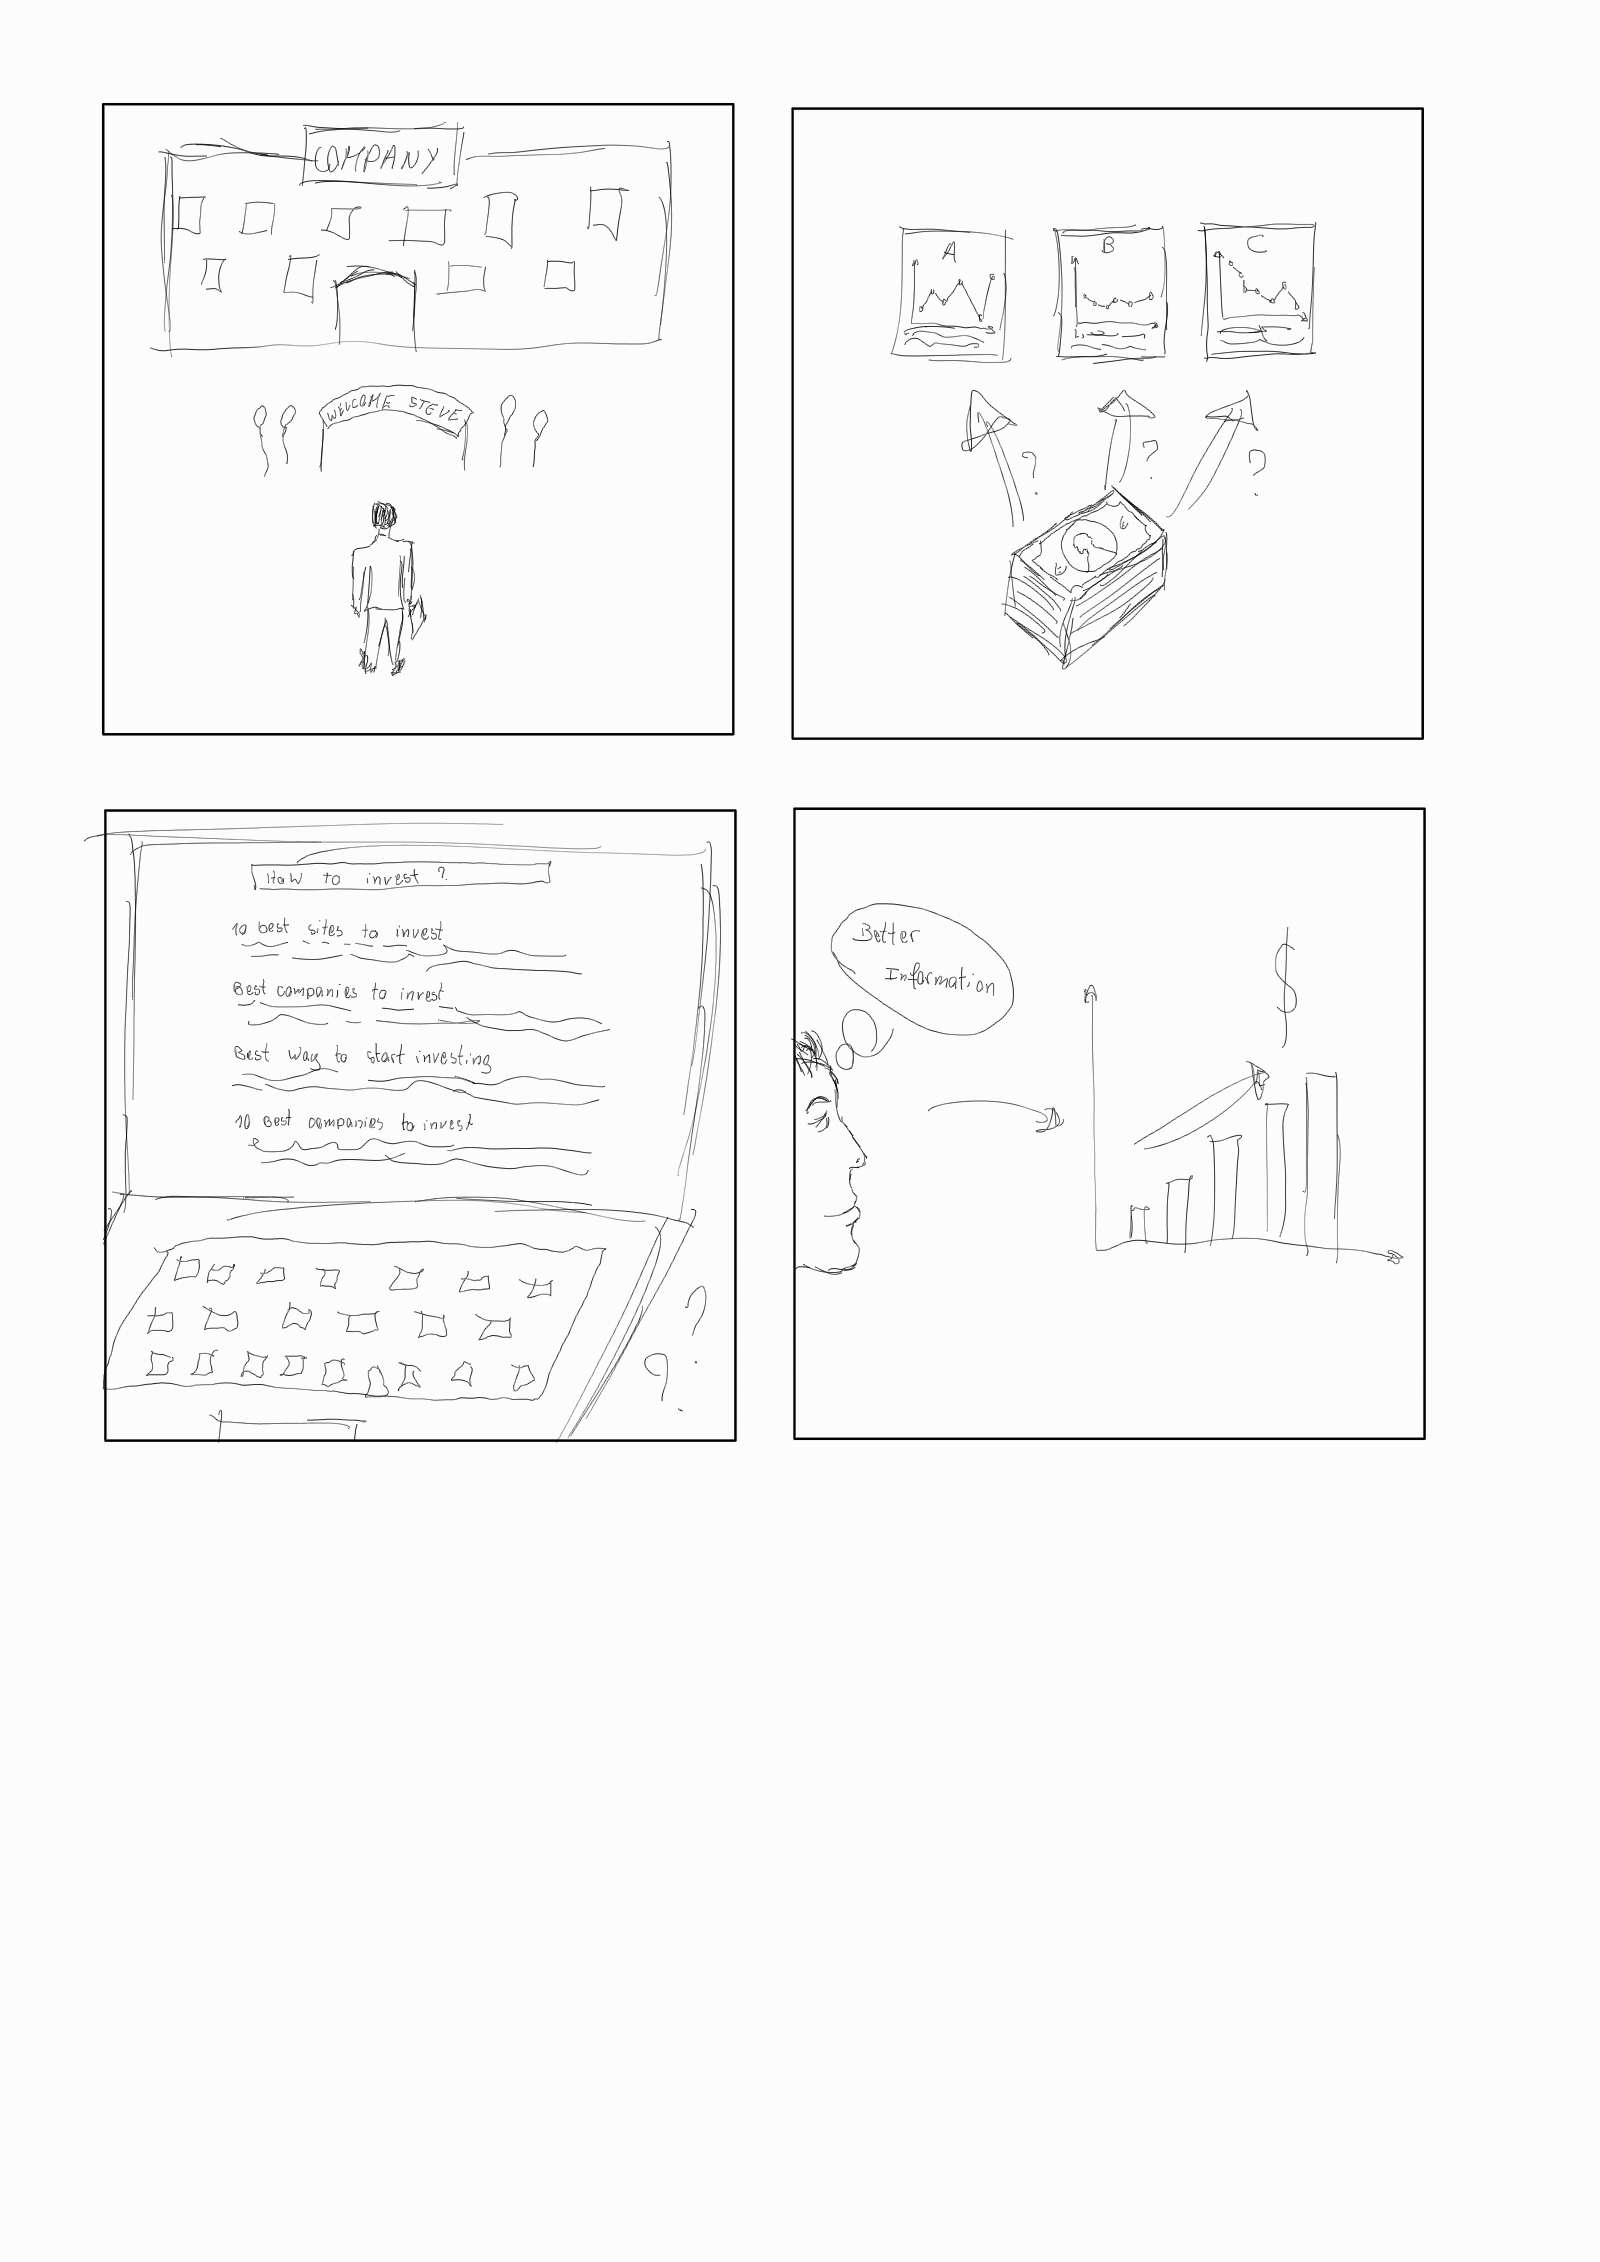 COMPANY
WELCOME STEVE
A
B
C
?
?
?
How to invest ?
10 best sites to invest
Best companies to invest
Best way to start investing
10 Best companies to invest
?
?
Better
Information
$